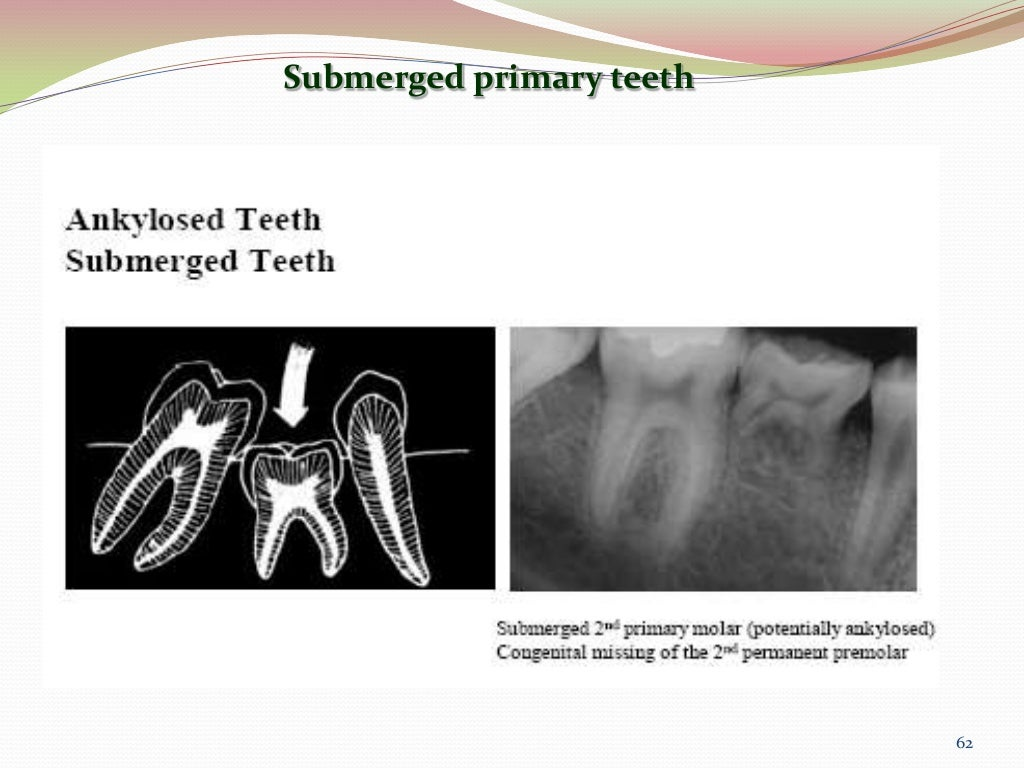 Submerged primary teeth
Ankylosed Teeth
Submerged Teeth
Submerged 2nd primary molar (potentially ankylosed)
Congenital missing of the 2nd permanent premolar
62